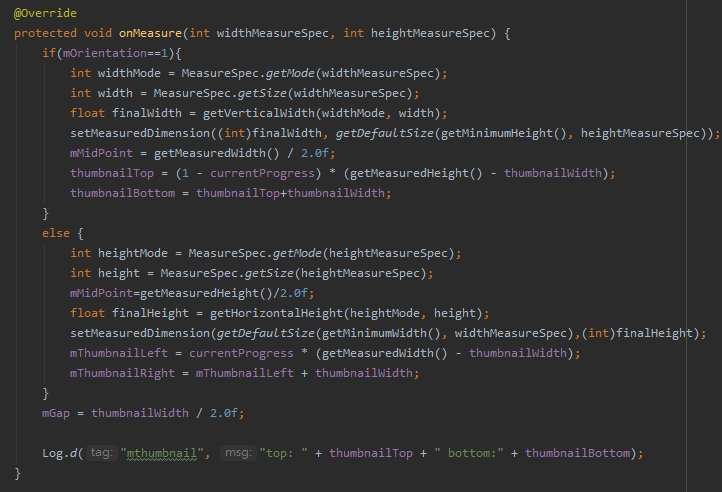 @Override
protected void onMeasure(int widthMeasureSpec, int heightMeasureSpec) {
if(mOrientation==1){
int widthMode = MeasureSpec.getMode(widthMeasureSpec);
int width = MeasureSpec.getSize(widthMeasureSpec);
float finalWidth = getVerticalWidth(widthMode, width);
setMeasuredDimension((int)finalWidth, getDefaultSize(getMinimumHeight(), heightMeasureSpec));
mMidPoint = getMeasuredWidth() / 2.0f;
thumbnailTop = (1 - currentProgress) * (getMeasuredHeight() - thumbnailWidth);
thumbnailBottom = thumbnailTop+thumbnailWidth;
}
else {
int heightMode = MeasureSpec.getMode(heightMeasureSpec);
int height = MeasureSpec.getSize(heightMeasureSpec);
mMidPoint=getMeasuredHeight()/2.0f;
float finalHeight = getHorizontalHeight(heightMode, height);
setMeasuredDimension(getDefaultSize(getMinimumWidth(), widthMeasureSpec),(int)finalHeight);
mThumbnailLeft = currentProgress * (getMeasuredWidth() - thumbnailWidth);
mThumbnailRight = mThumbnailLeft + thumbnailWidth;
}
mGap = thumbnailWidth / 2.0f;
Log.d( tag: "mthumbnail", msg: "top: " + thumbnailTop + " bottom:" + thumbnailBottom);
}